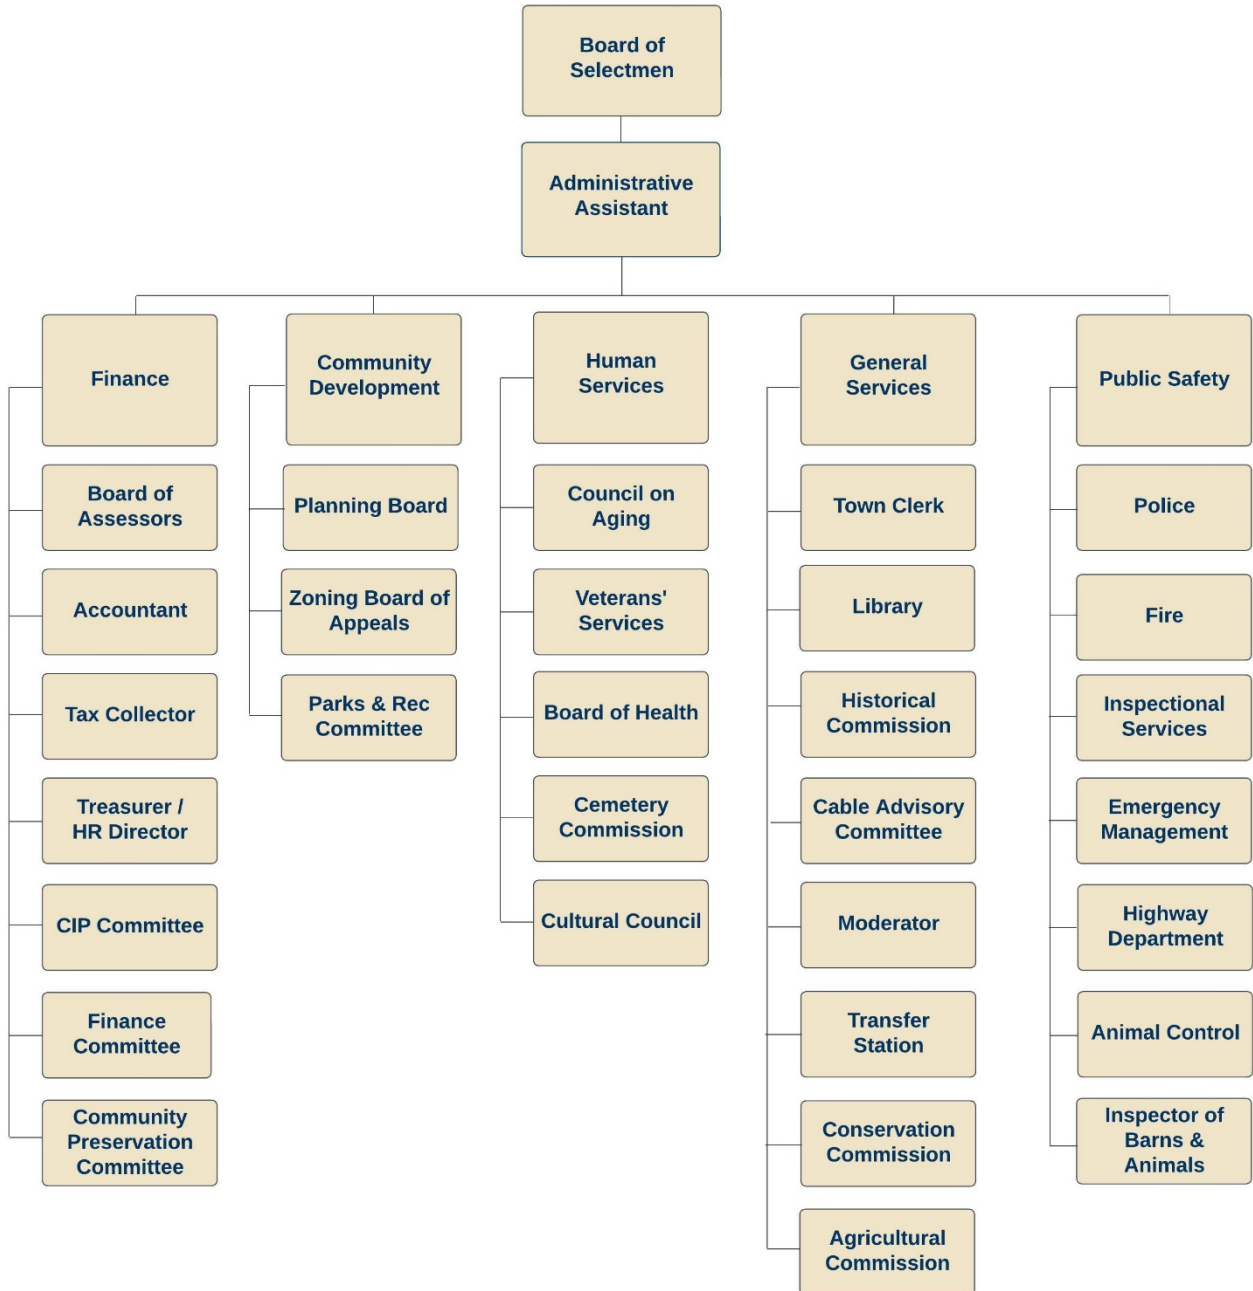 Board of
Selectmen
Administrative
Assistant
Finance
Board of
Assessors
Accountant
Tax Collector
Treasurer /
HR Director
CIP Committee
Finance
Committee
Community
Preservation
Committee
Community
Development
Planning Board
Zoning Board of
Appeals
Parks & Rec
Committee
Human
Services
Council on
Aging
Veterans'
Services
Board of Health
Cemetery
Commission
Cultural Council
General
Services
Town Clerk
Library
Historical
Commission
Cable Advisory
Committee
Moderator
Transfer
Station
Conservation
Commission
Agricultural
Commission
Public Safety
Police
Fire
Inspectional
Services
Emergency
Management
Highway
Department
Animal Control
Inspector of
Barns &
Animals